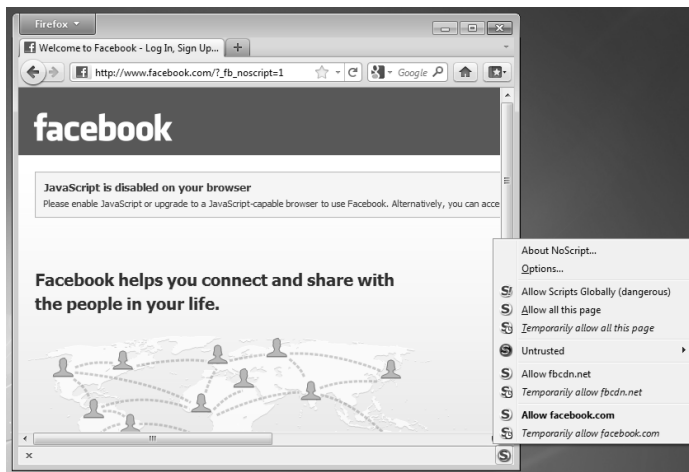 Firefox
Welcome to Facebook - Log In, Sign Up...
http://www.facebook.com/?_fb_noscript=1
Google
facebook
JavaScript is disabled on your browser
Please enable JavaScript or upgrade to a JavaScript-capable browser to use Facebook. Alternatively, you can acce
Facebook helps you connect and share with
the people in your life.
About NoScript...
Options...
Allow Scripts Globally (dangerous)
Allow all this page
Temporarily allow all this page
Untrusted
Allow fbcdn.net
Temporarily allow fbcdn.net
Allow facebook.com
Temporarily allow facebook.com